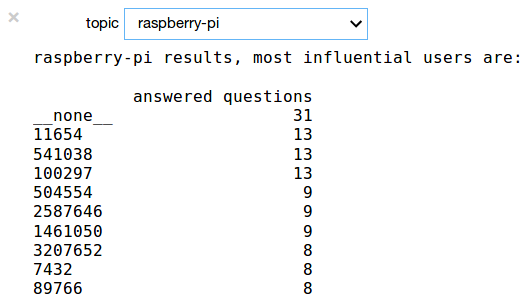 topic raspberry-pi
raspberry-pi results, most influential users are:
answered questions
__none__ 31
11654 13
541038 13
100297 13
504554 9
2587646 9
1461050 9
3207652 8
7432 8
89766 8